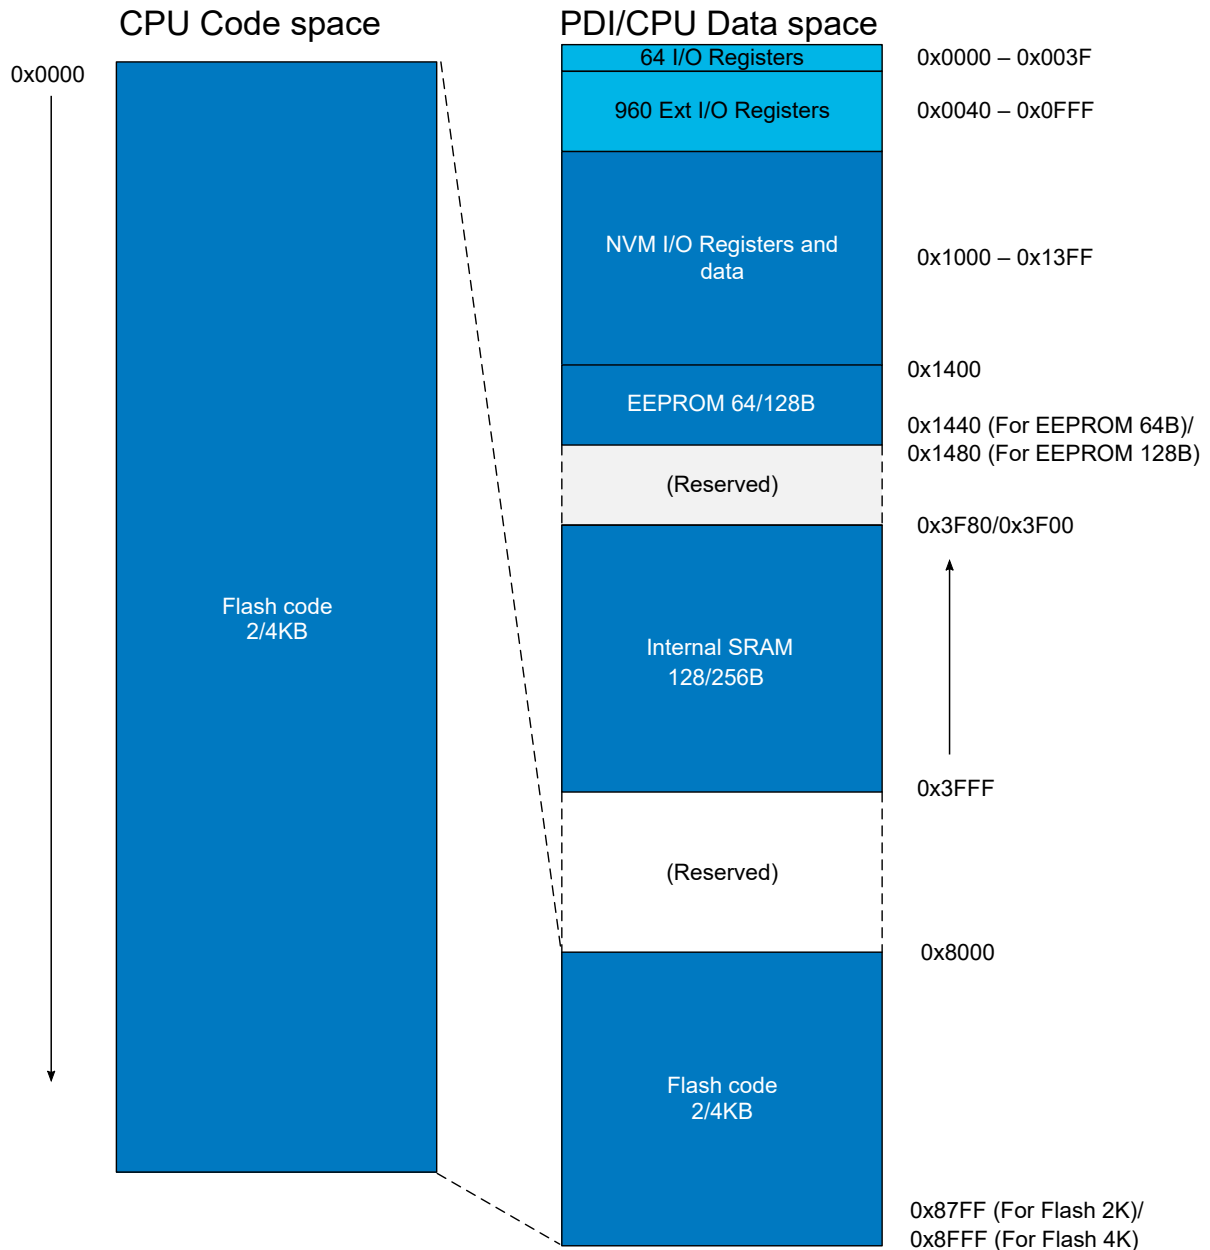 CPU Code space
PDI/CPU Data space
0x0000
64 I/O Registers
0x0000 – 0x003F
960 Ext I/O Registers
0x0040 – 0x0FFF
NVM I/O Registers and
data
0x1000 – 0x13FF
0x1400
EEPROM 64/128B
0x1440 (For EEPROM 64B)/
0x1480 (For EEPROM 128B)
(Reserved)
0x3F80/0x3F00
Flash code
2/4KB
Internal SRAM
128/256B
0x3FFF
(Reserved)
0x8000
Flash code
2/4KB
0x87FF (For Flash 2K)/
0x8FFF (For Flash 4K)